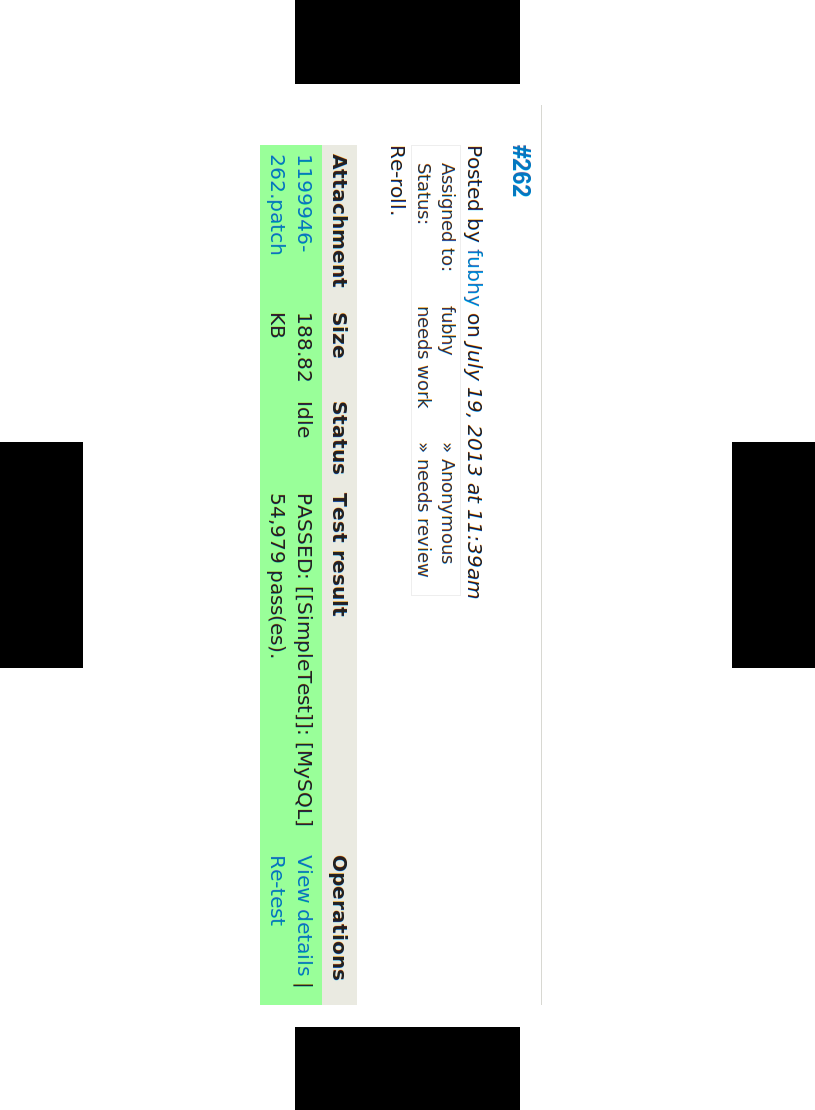 #262
Posted by fubhy on July 19, 2013 at 11:39am
Assigned to: fubhy » Anonymous
Status: needs work » needs review
Re-roll.
Attachment Size Status Test result Operations
1199946- 188.82 Idle PASSED: [[SimpleTest]]: [MySQL] View details |
262.patch KB 54,979 pass(es). Re-test